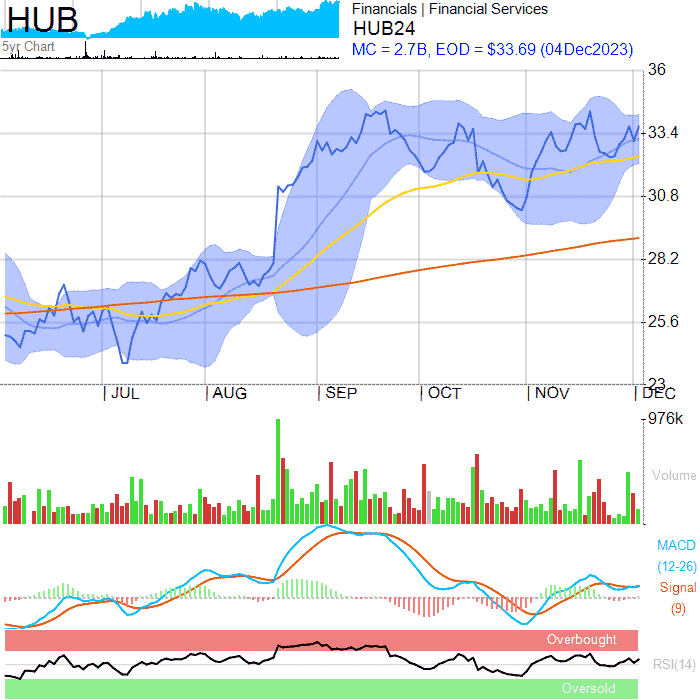 HUB
5yr Chart
Financials | Financial Services
HUB24
MC = 2.7B, EOD = $33.69 (04Dec2023)
36
33.4
30.8
28.2
25.6
23
JUL AUG SEP OCT NOV DEC
976k
Volume
MACD
(12-26)
Signal
(9)
Overbought
RSI(14)
Oversold